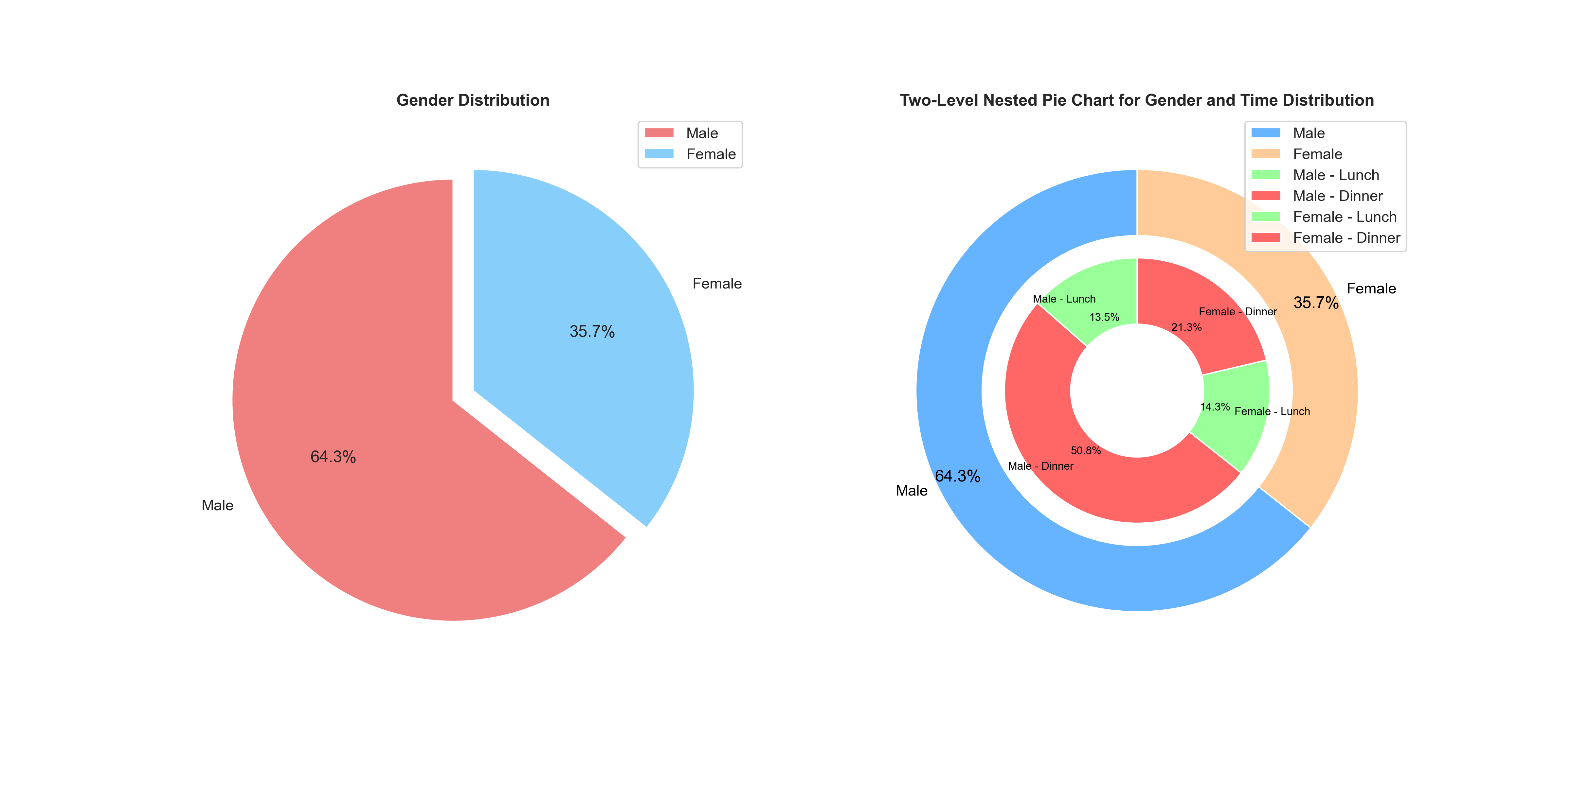 Gender Distribution
Male
Female
Female
35.7%
64.3%
Male
Two-Level Nested Pie Chart for Gender and Time Distribution
Male
Female
Male - Lunch
Male - Dinner
Female - Lunch
Female - Dinner
Female
35.7%
Male - Lunch
13.5%
Female - Dinner
21.3%
14.3%
Female - Lunch
50.8%
Male - Dinner
64.3%
Male